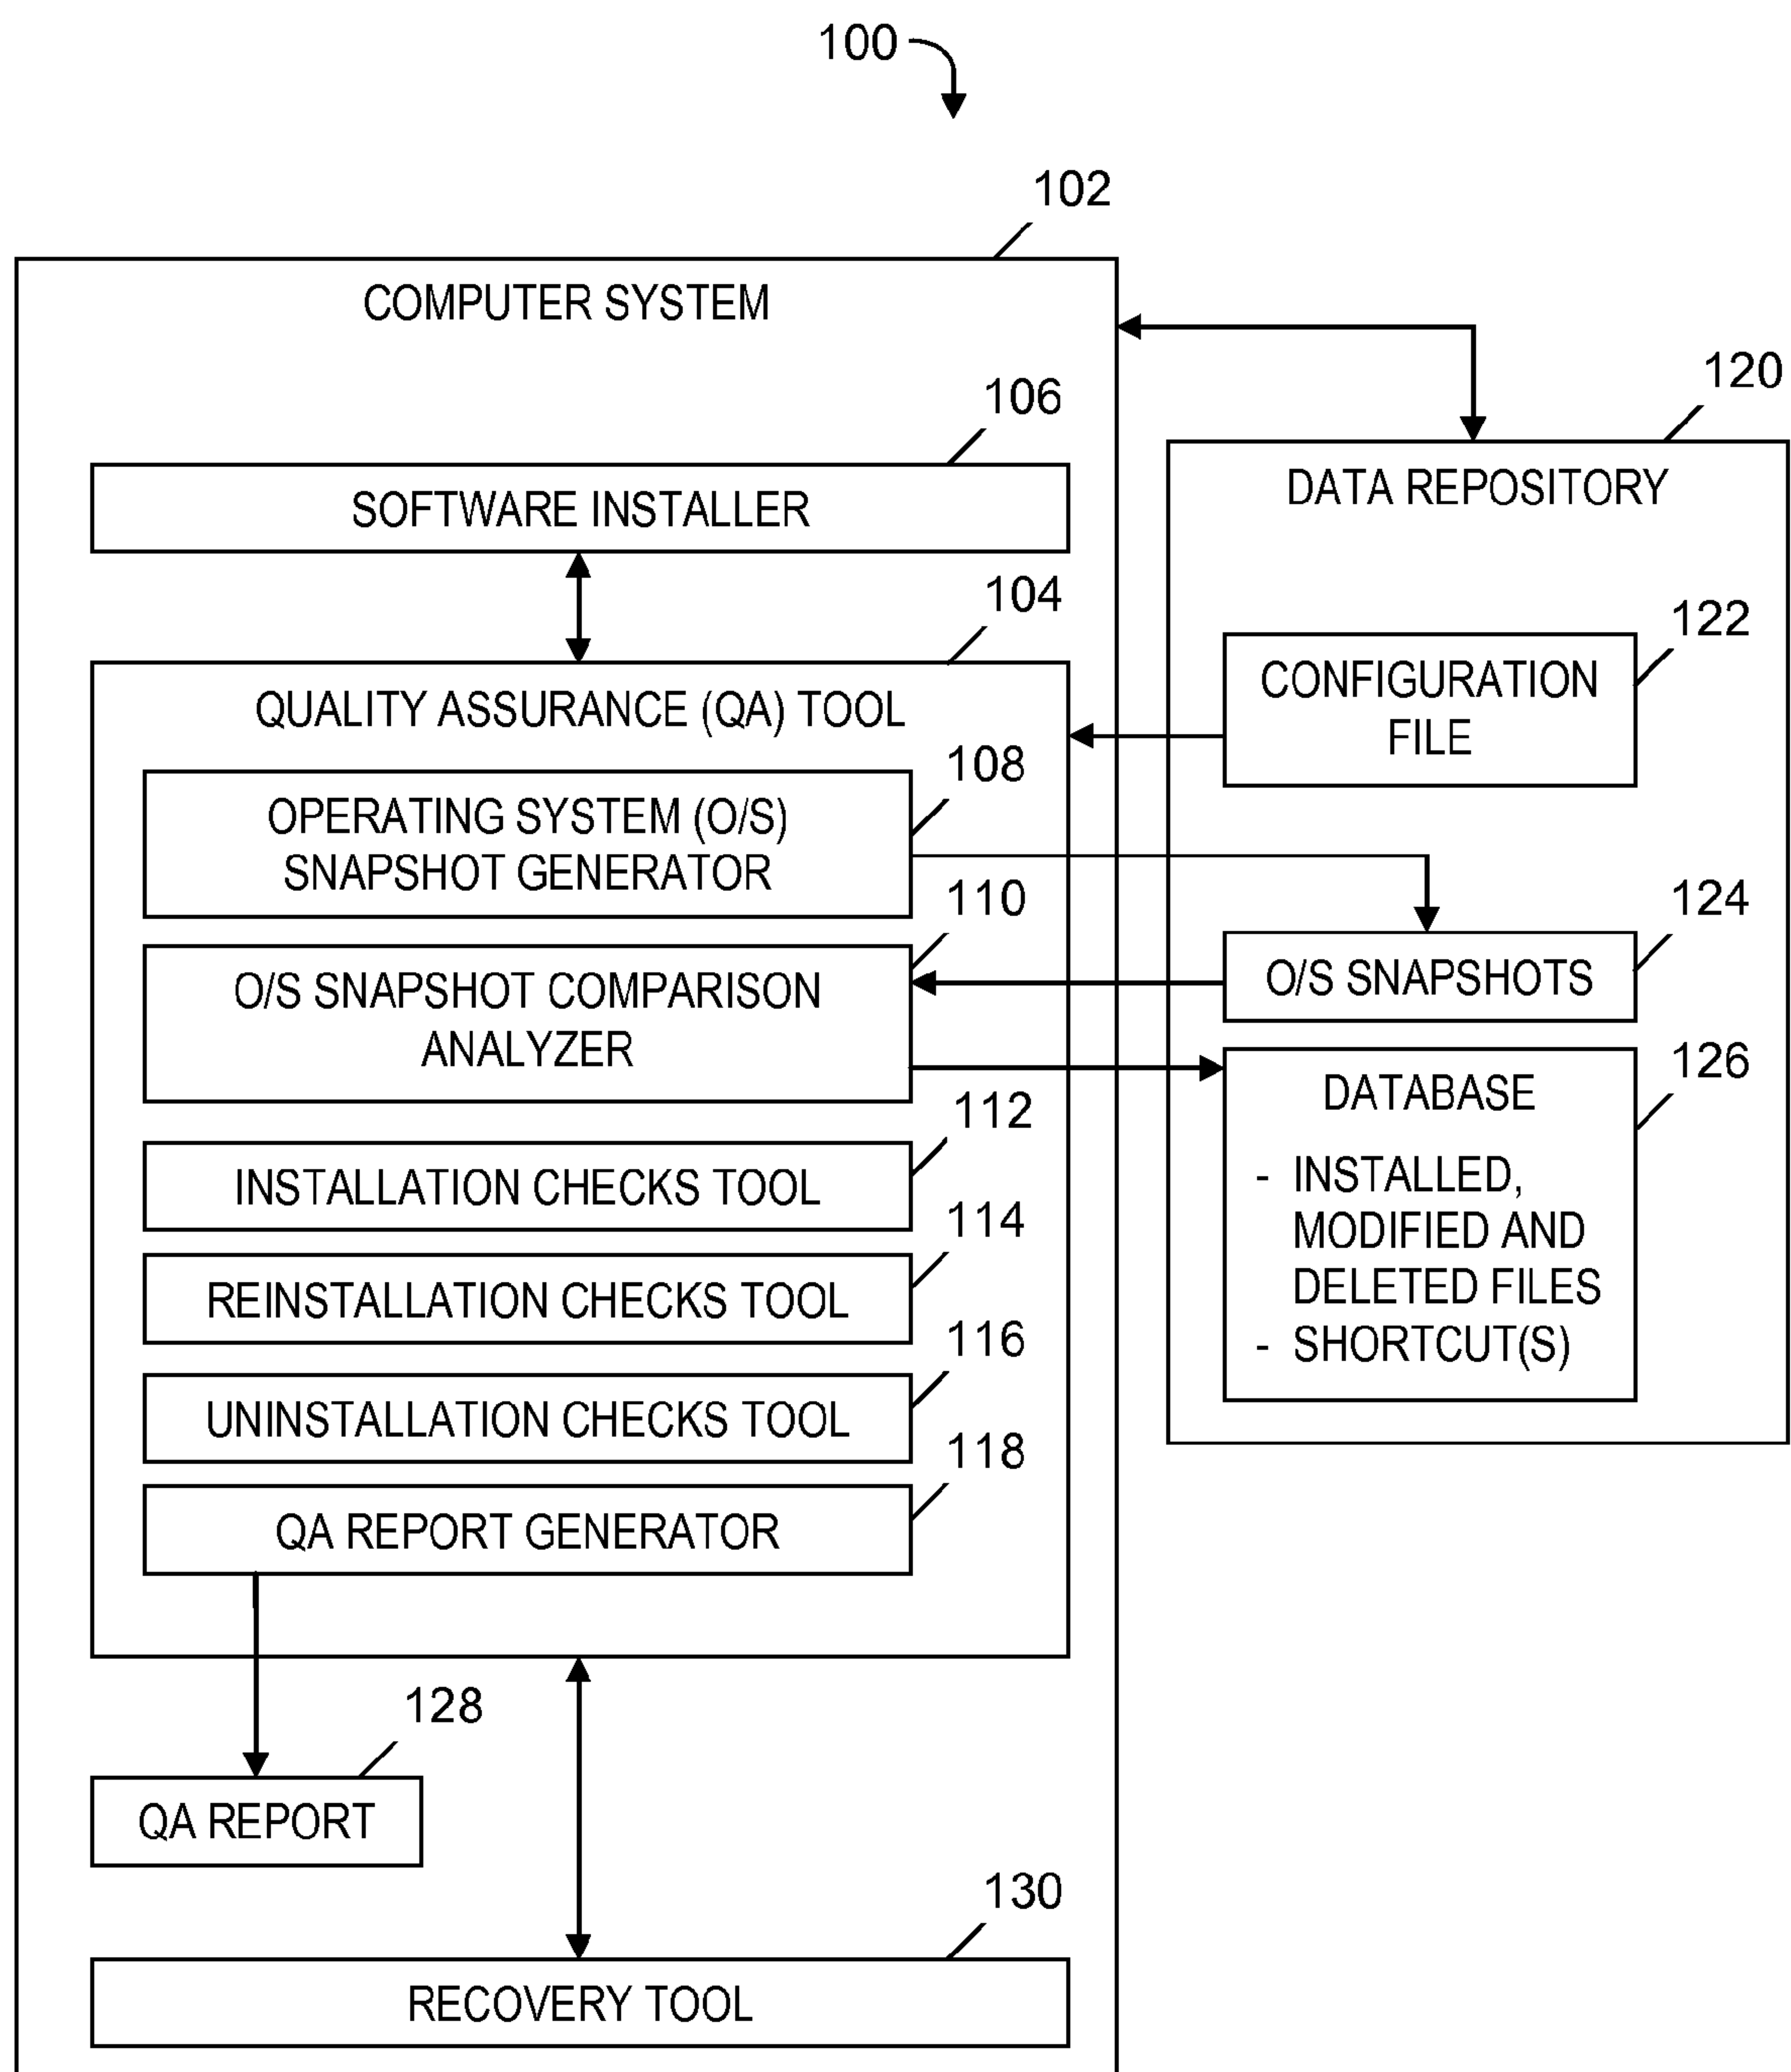 100
102
COMPUTER SYSTEM
106
SOFTWARE INSTALLER
104
QUALITY ASSURANCE (QA) TOOL
108
OPERATING SYSTEM (O/S)
SNAPSHOT GENERATOR
110
O/S SNAPSHOT COMPARISON
ANALYZER
112
INSTALLATION CHECKS TOOL
114
REINSTALLATION CHECKS TOOL
116
UNINSTALLATION CHECKS TOOL
118
QA REPORT GENERATOR
128
QA REPORT
130
RECOVERY TOOL
120
DATA REPOSITORY
122
CONFIGURATION
FILE
124
O/S SNAPSHOTS
126
DATABASE
- INSTALLED,
MODIFIED AND
DELETED FILES
- SHORTCUT(S)